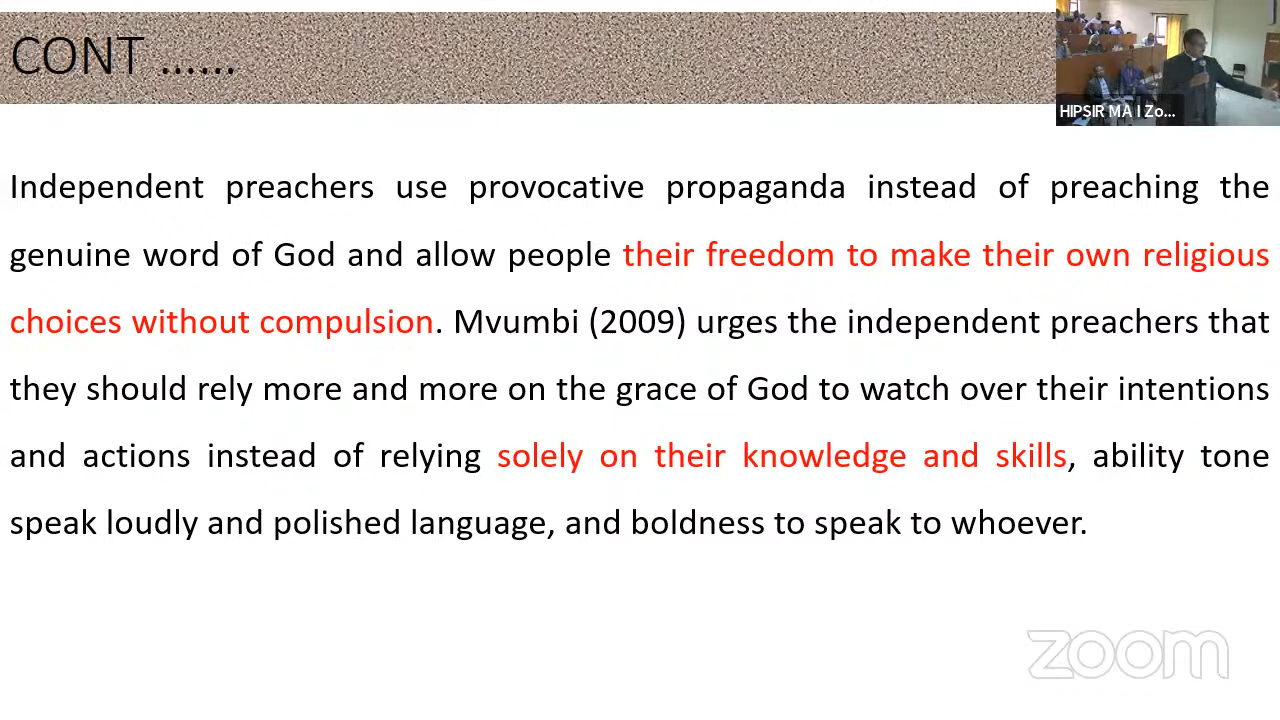 CONT ......
HIPSIR MA I Zo...
Independent preachers use provocative propaganda instead of preaching the
genuine word of God and allow people their freedom to make their own religious
choices without compulsion. Mvumbi (2009) urges the independent preachers that
they should rely more and more on the grace of God to watch over their intentions
and actions instead of relying solely on their knowledge and skills, ability tone
speak loudly and polished language, and boldness to speak to whoever.
zoom